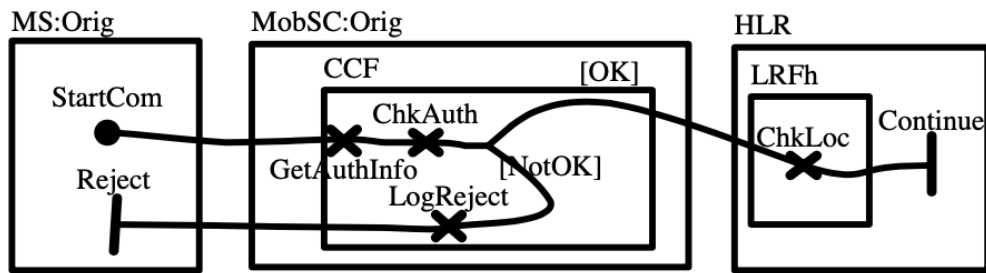 MS:Orig
MobSC:Orig
HLR
CCF
[OK]
LRFh
StartCom
ChkAuth
ChkLoc
Continue
GetAuthInfo
[NotOK]
Reject
LogReject